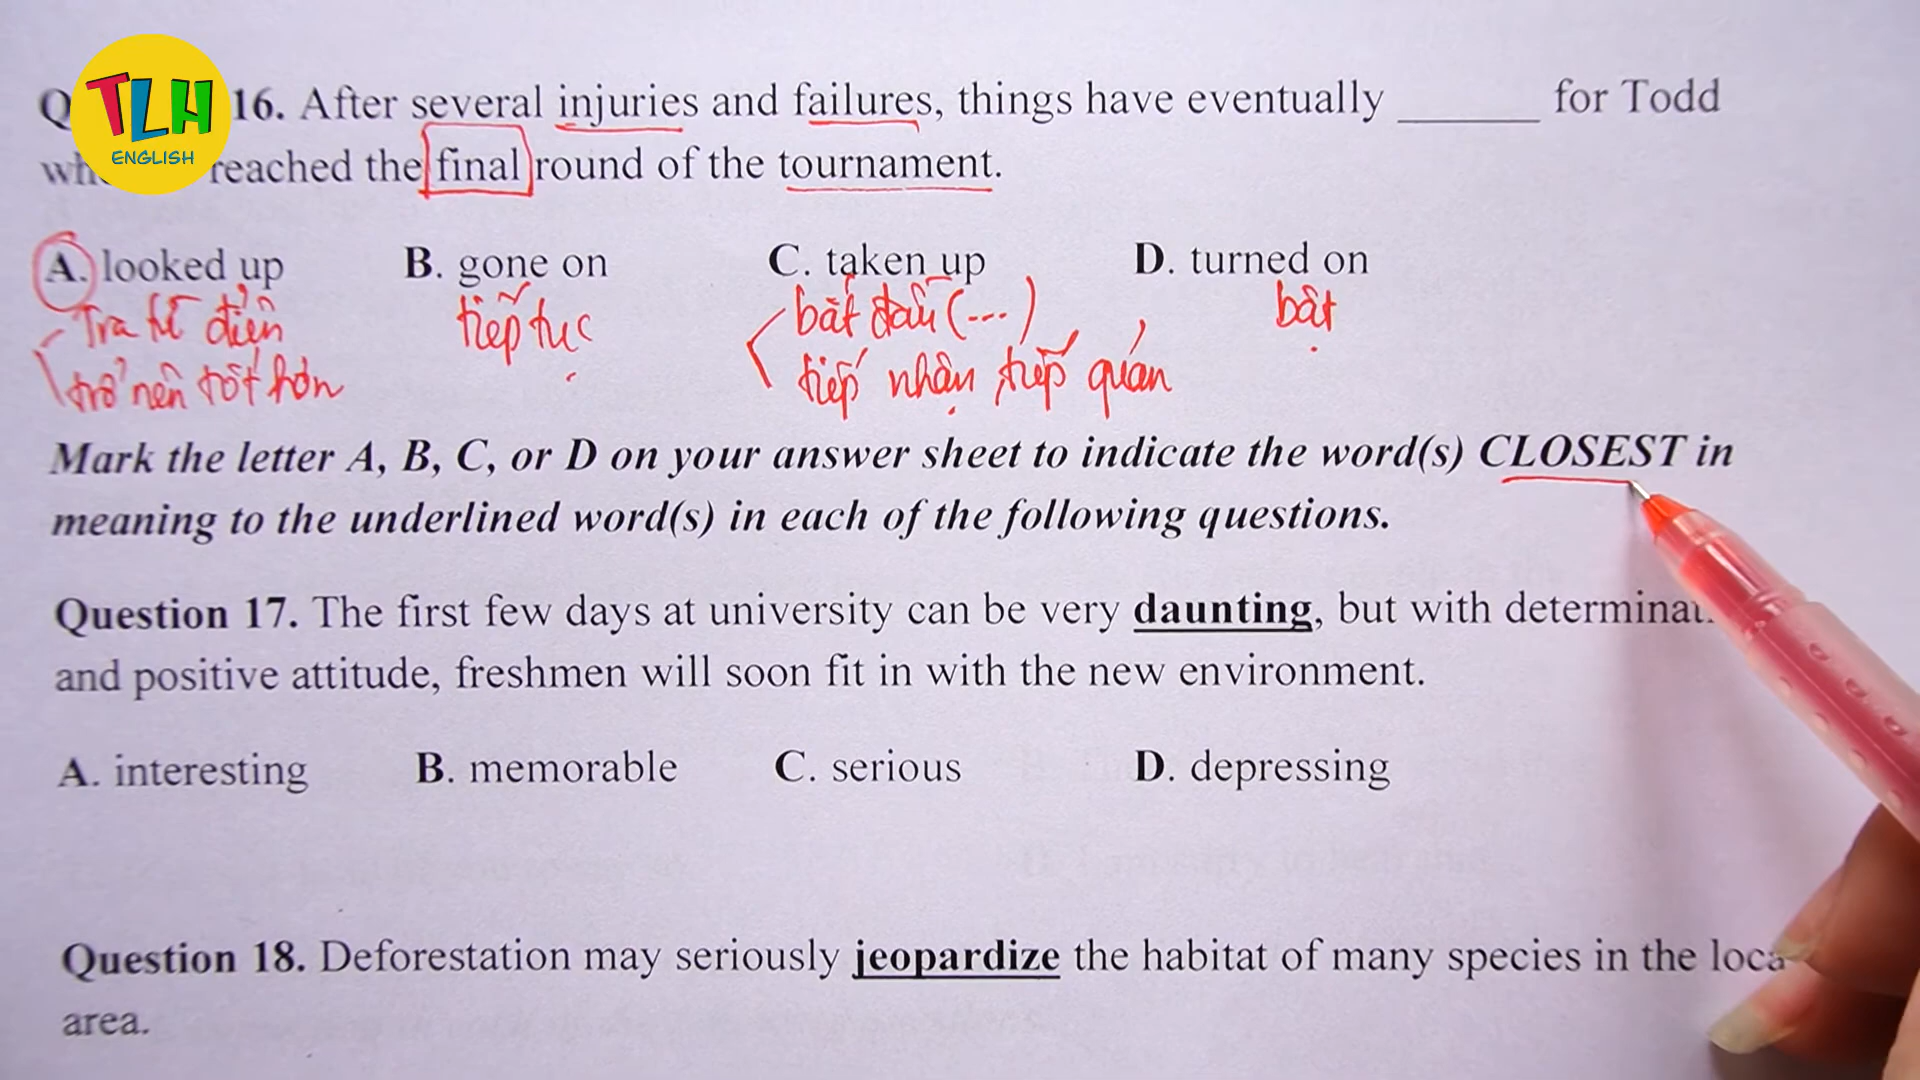 TLH
ENGLISH
16. After several injuries and failures, things have eventually ______ for Todd
reached the final round of the tournament.
A. looked up B. gone on C. taken up D. turned on
Tra từ điển tiếp tục bắt đầu (...) bật
trở nên tốt hơn tiếp nhận, tiếp quản
Mark the letter A, B, C, or D on your answer sheet to indicate the word(s) CLOSEST in
meaning to the underlined word(s) in each of the following questions.
Question 17. The first few days at university can be very daunting, but with
and positive attitude, freshmen will soon fit in with the new environment.
A. interesting B. memorable C. serious D. depressing
Question 18. Deforestation may seriously jeopardize the habitat of many species in the
area.